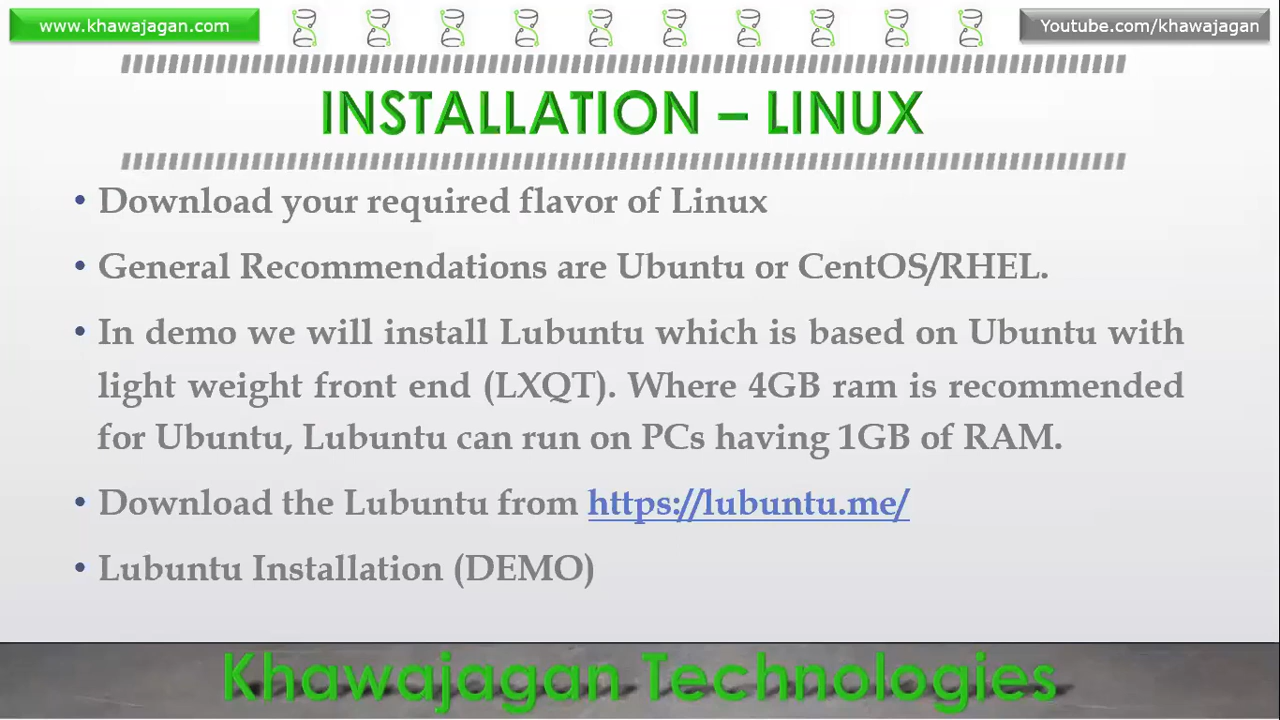 www.khawajagan.com
Youtube.com/khawajagan
INSTALLATION – LINUX
• Download your required flavor of Linux
• General Recommendations are Ubuntu or CentOS/RHEL.
• In demo we will install Lubuntu which is based on Ubuntu with
light weight front end (LXQT). Where 4GB ram is recommended
for Ubuntu, Lubuntu can run on PCs having 1GB of RAM.
• Download the Lubuntu from https://lubuntu.me/
• Lubuntu Installation (DEMO)
Khawajagan Technologies